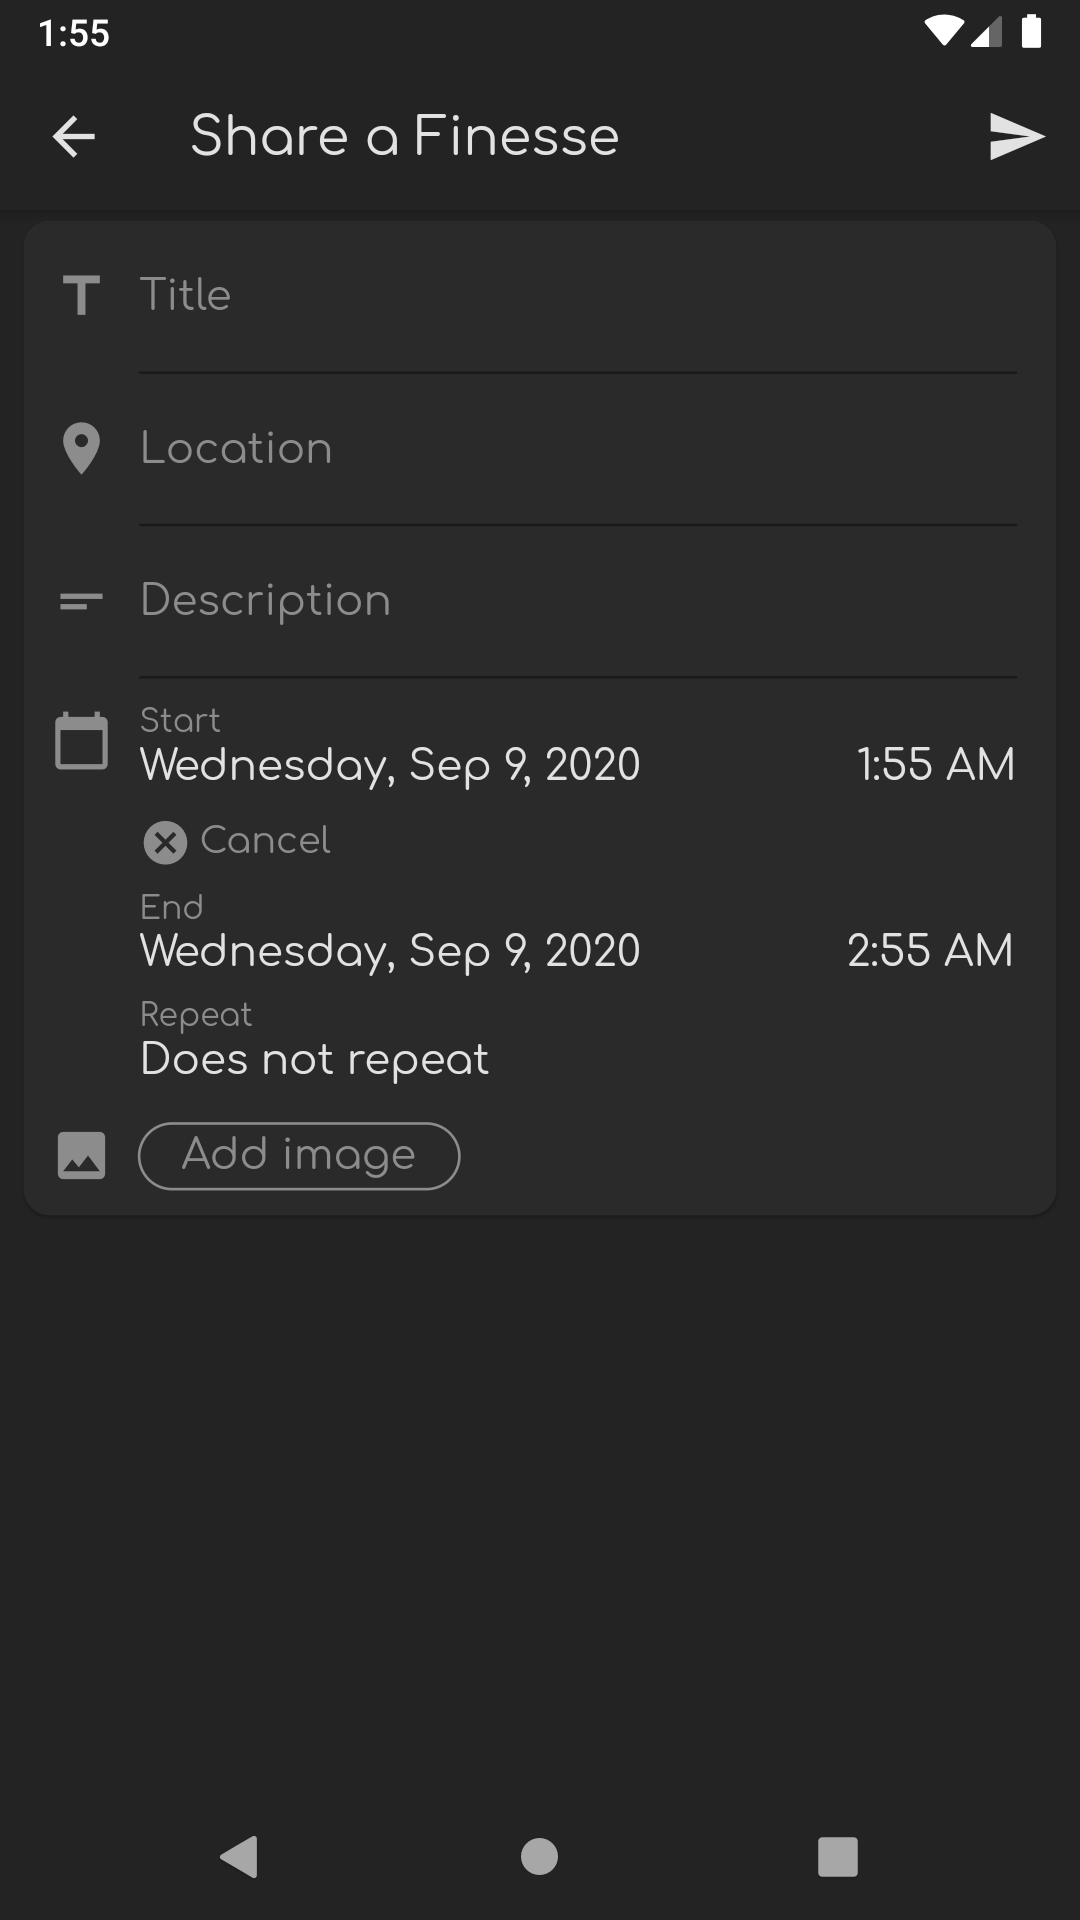 1:55
Share a Finesse
Title
Location
Description
Start
Wednesday, Sep 9, 2020 1:55 AM
Cancel
End
Wednesday, Sep 9, 2020 2:55 AM
Repeat
Does not repeat
Add image